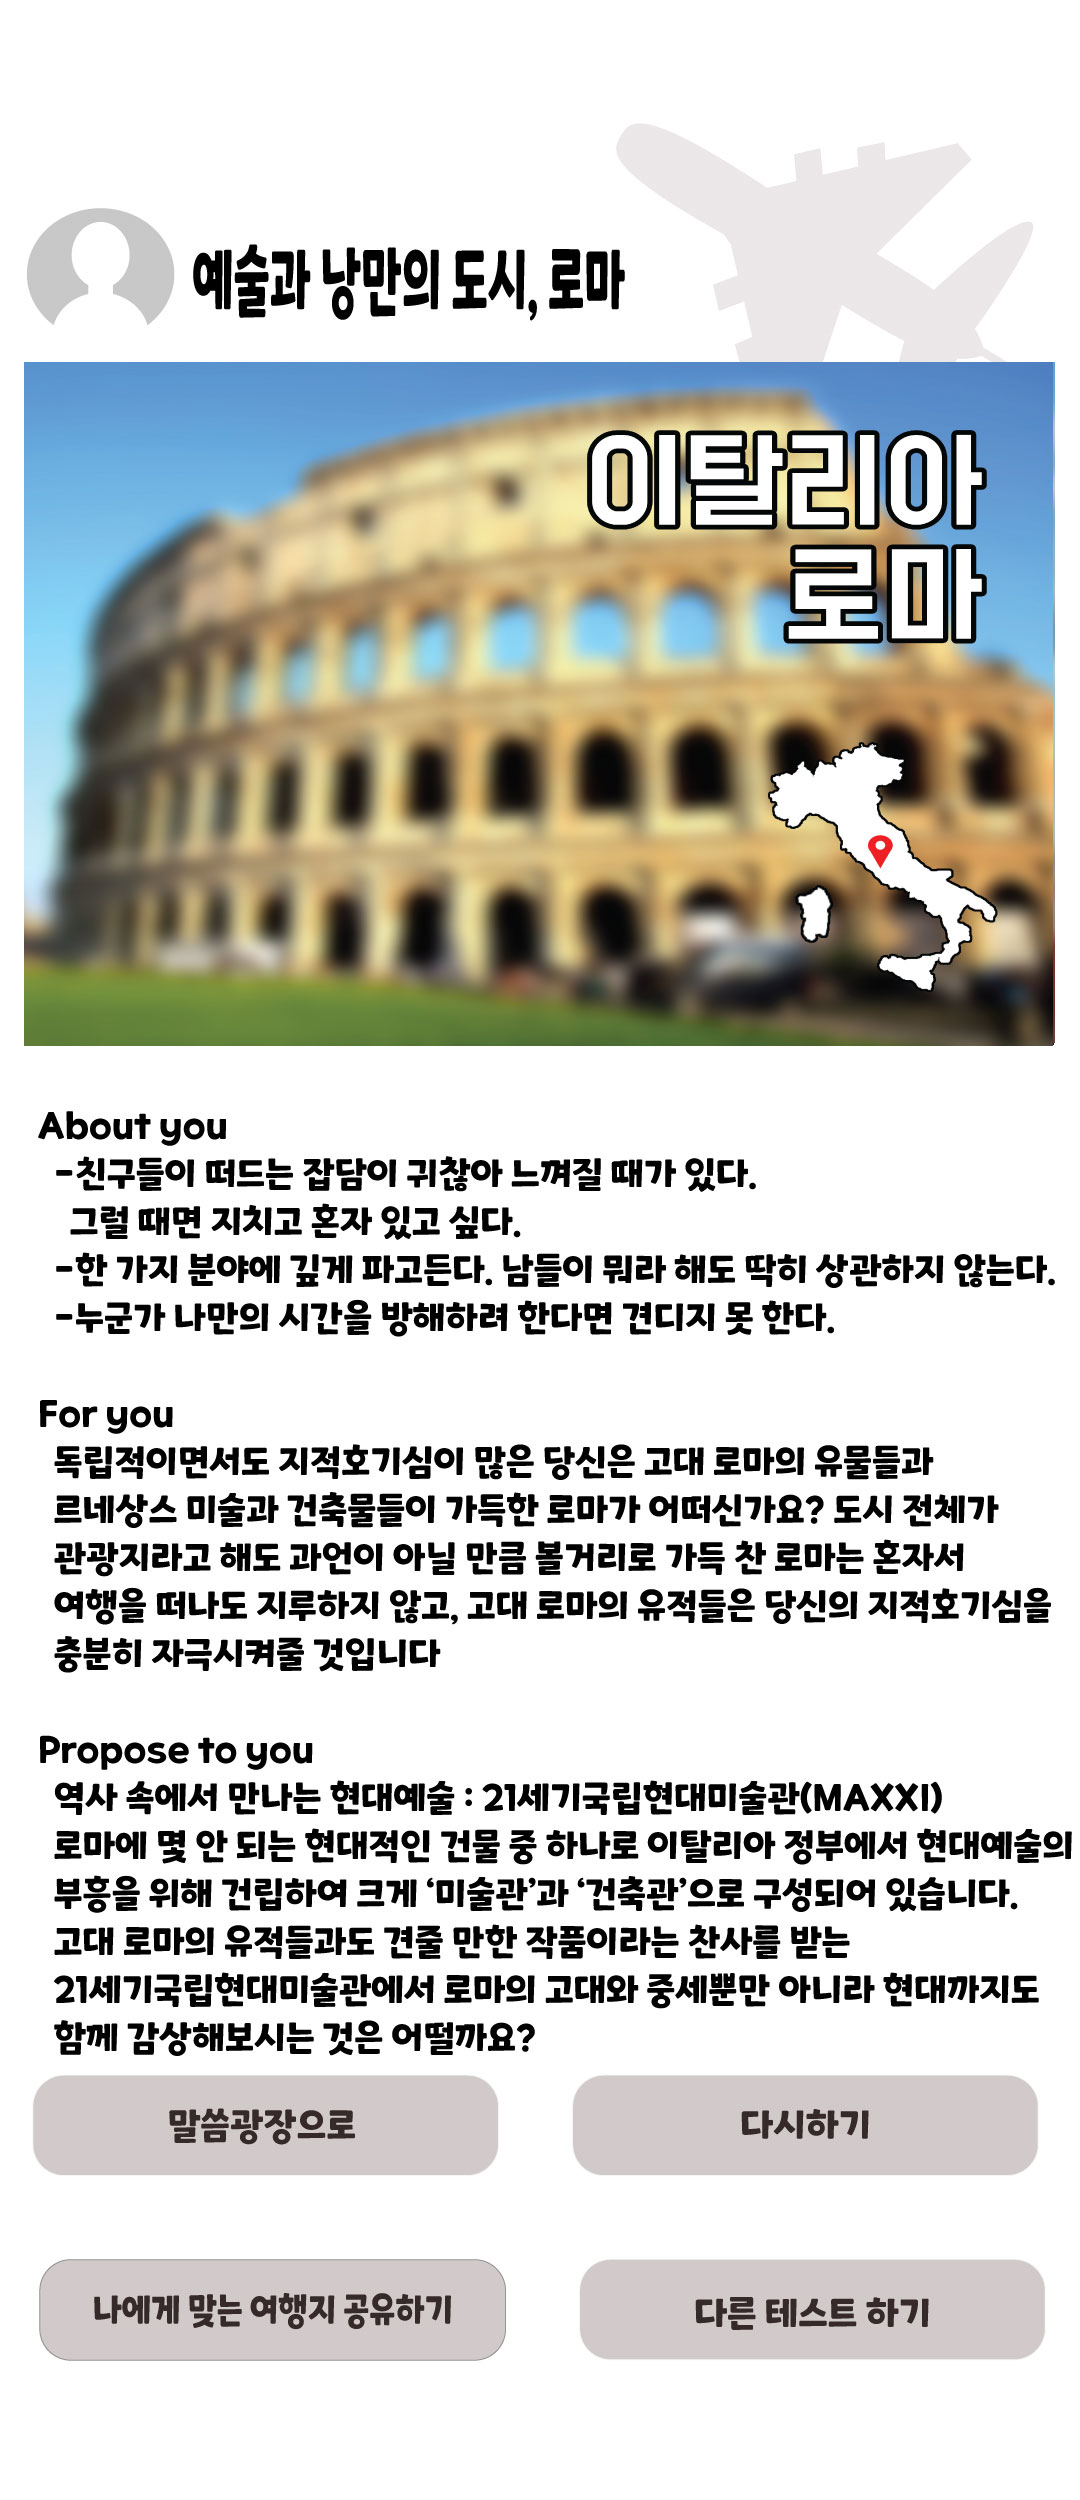 예술과 낭만의 도시, 로마
이탈리아
로마
About you
-친구들이 떠드는 잡담이 귀찮아 느껴질 때가 있다.
그럴 때면 지치고 혼자 있고 싶다.
-한 가지 분야에 깊게 파고든다. 남들이 뭐라 해도 딱히 상관하지 않는다.
-누군가 나만의 시간을 방해하려 한다면 견디지 못 한다.
For you
독립적이면서도 지적호기심이 많은 당신은 고대 로마의 유물들과
르네상스 미술과 건축물들이 가득한 로마가 어떠신가요? 도시 전체가
관광지라고 해도 과언이 아닐 만큼 볼거리로 가득 찬 로마는 혼자서
여행을 떠나도 지루하지 않고, 고대 로마의 유적들은 당신의 지적호기심을
충분히 자극시켜줄 것입니다
Propose to you
역사 속에서 만나는 현대예술 : 21세기국립현대미술관(MAXXI)
로마에 몇 안 되는 현대적인 건물 중 하나로 이탈리아 정부에서 현대예술의
부흥을 위해 건립하여 크게 ‘미술관’과 ‘건축관’으로 구성되어 있습니다.
고대 로마의 유적들과도 견줄 만한 작품이라는 찬사를 받는
21세기국립현대미술관에서 로마의 고대와 중세뿐만 아니라 현대까지도
함께 감상해보시는 것은 어떨까요?
말씀광장으로
다시하기
나에게 맞는 여행지 공유하기
다른 테스트 하기